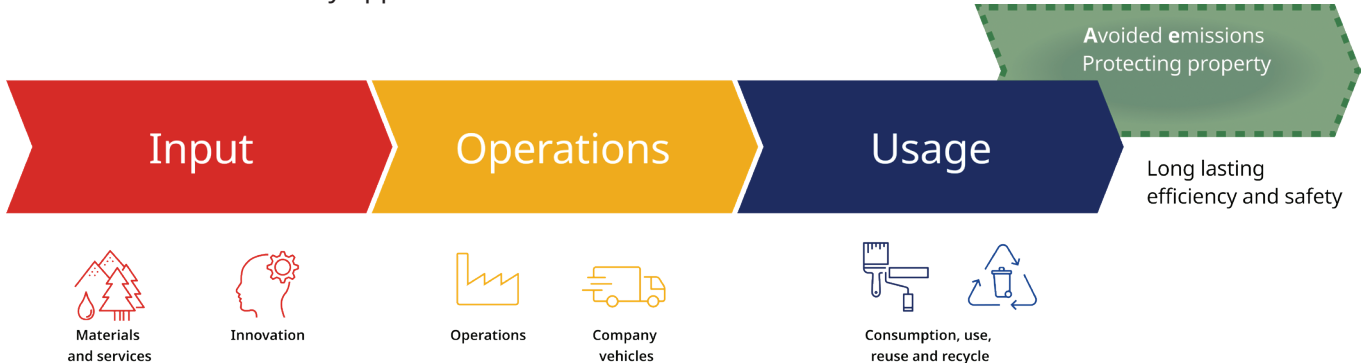 Avoided emissions
Protecting property
Input
Operations
Usage
Long lasting
efficiency and safety
Materials
and services
Innovation
Operations
Company
vehicles
Consumption, use,
reuse and recycle